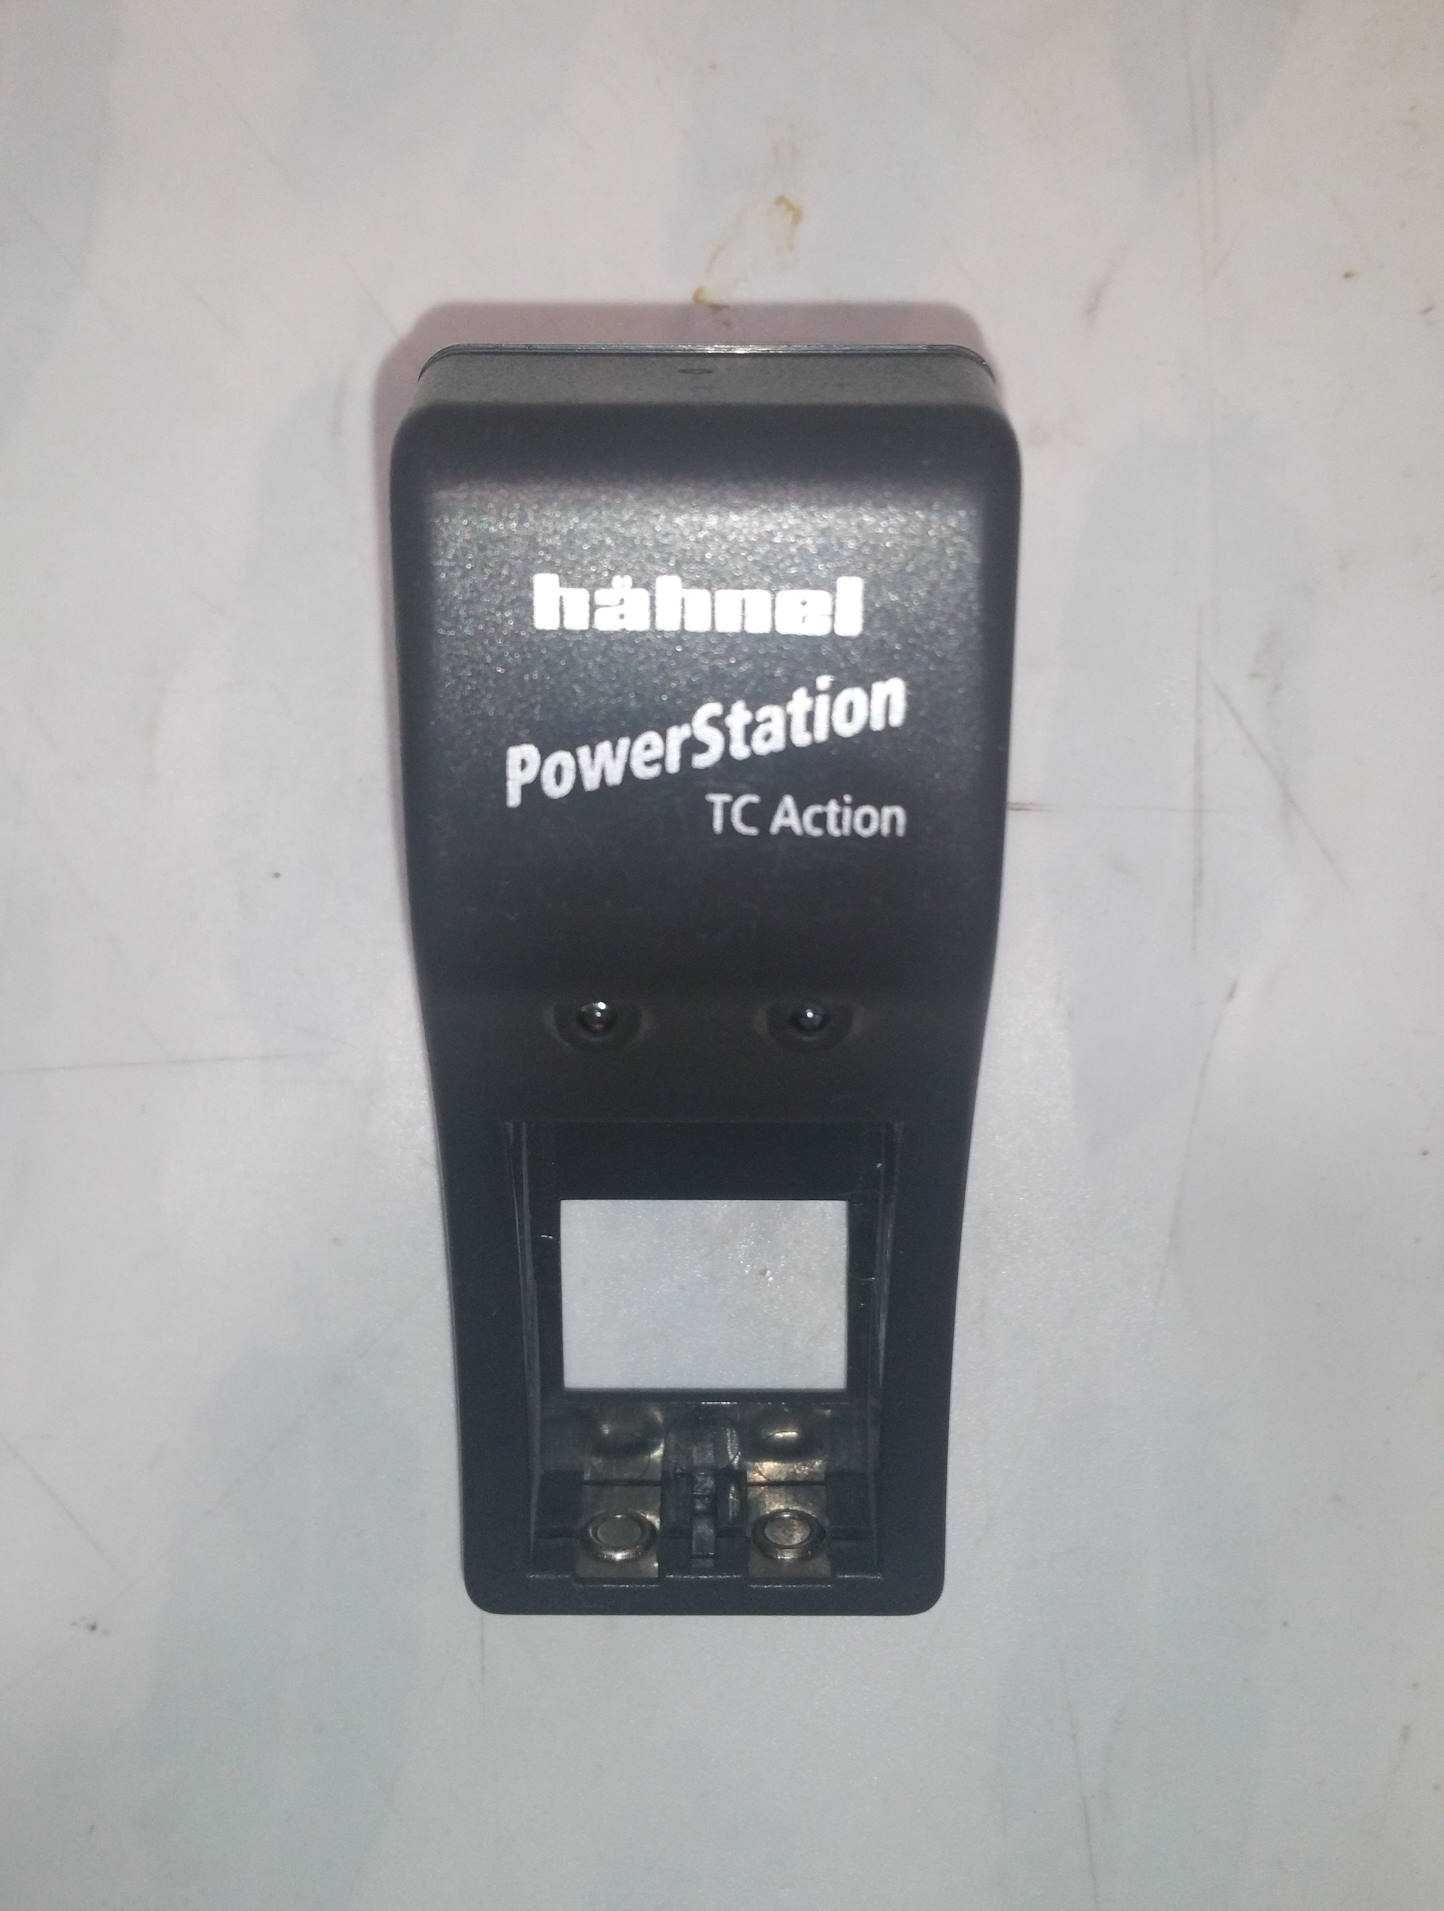 hähnel
PowerStation
TC Action